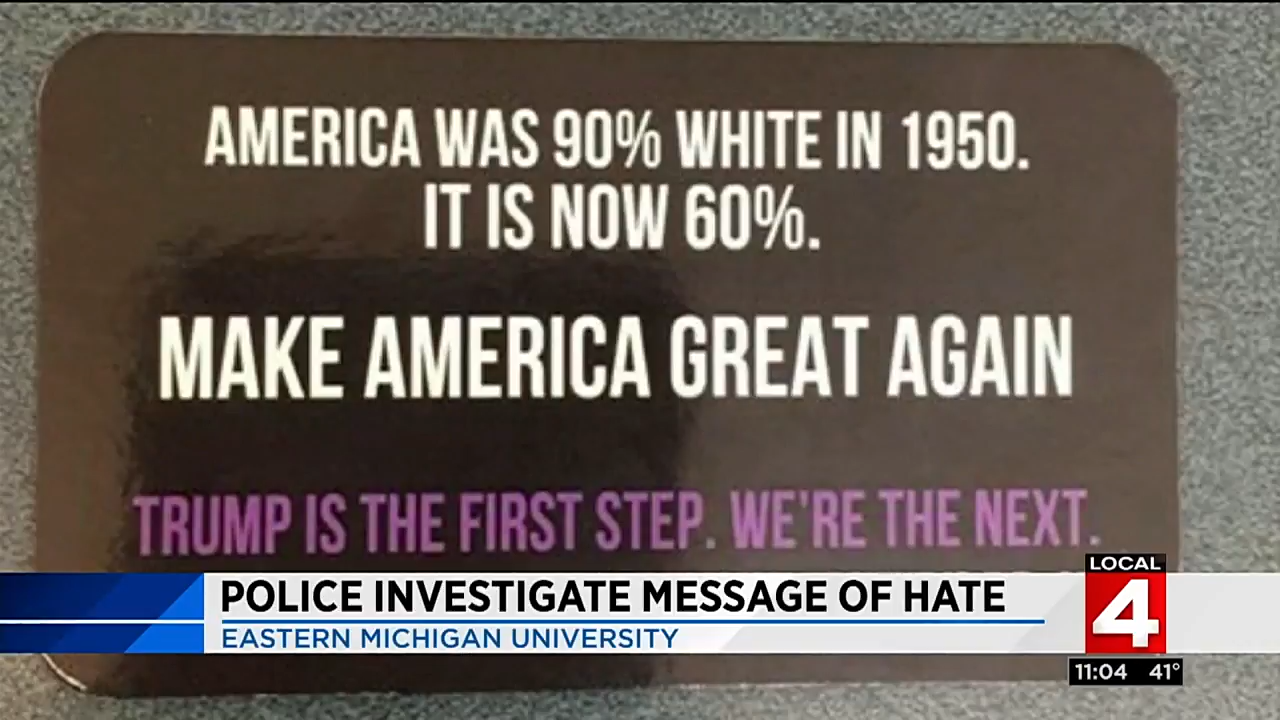 AMERICA WAS 90% WHITE IN 1950.
IT IS NOW 60%.
MAKE AMERICA GREAT AGAIN
TRUMP IS THE FIRST STEP. WE'RE THE NEXT.
POLICE INVESTIGATE MESSAGE OF HATE
EASTERN MICHIGAN UNIVERSITY
LOCAL
4
11:04 41°